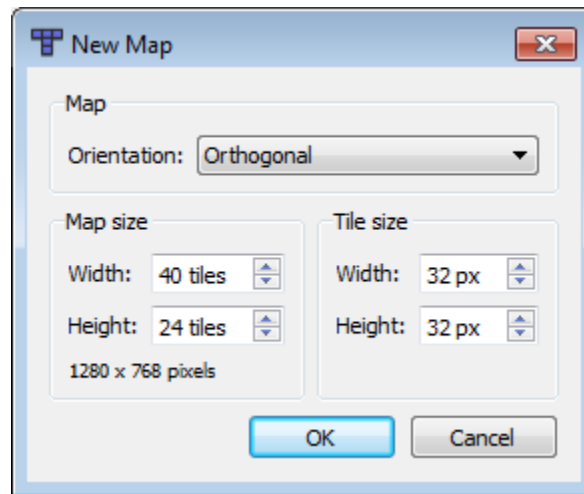 New Map
Map
Orientation: Orthogonal
Map size
Width: 40 tiles
Height: 24 tiles
1280 x 768 pixels
Tile size
Width: 32 px
Height: 32 px
OK
Cancel